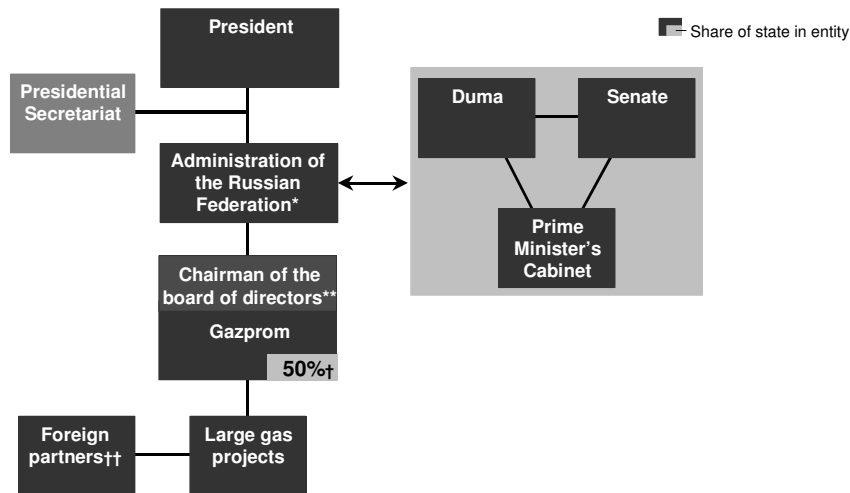 President
Share of state in entity
Presidential
Secretariat
Duma
Senate
Administration of
the Russian
Federation*
Prime
Minister’s
Cabinet
Chairman of the
board of directors**
Gazprom
50%†
Foreign
partners††
Large gas
projects